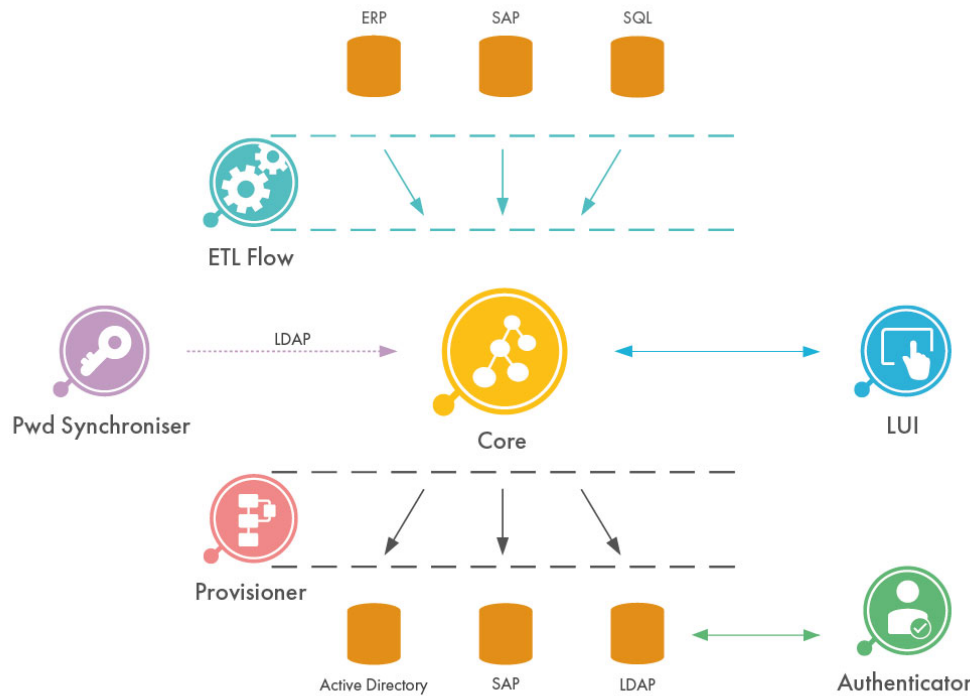 ERP
SAP
SQL
ETL Flow
LDAP
Pwd Synchroniser
Core
LUI
Provisioner
Active Directory
SAP
LDAP
Authenticator